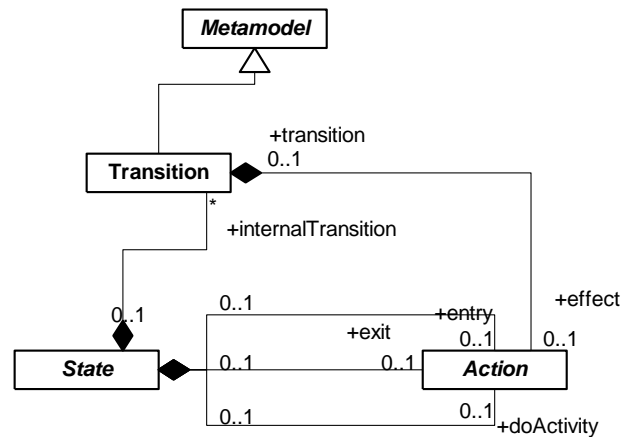 Metamodel
+transition
0..1
Transition
*
+internalTransition
0..1
0..1
+entry
+effect
+exit
0..1
0..1
State
0..1
0..1
Action
0..1
0..1
+doActivity